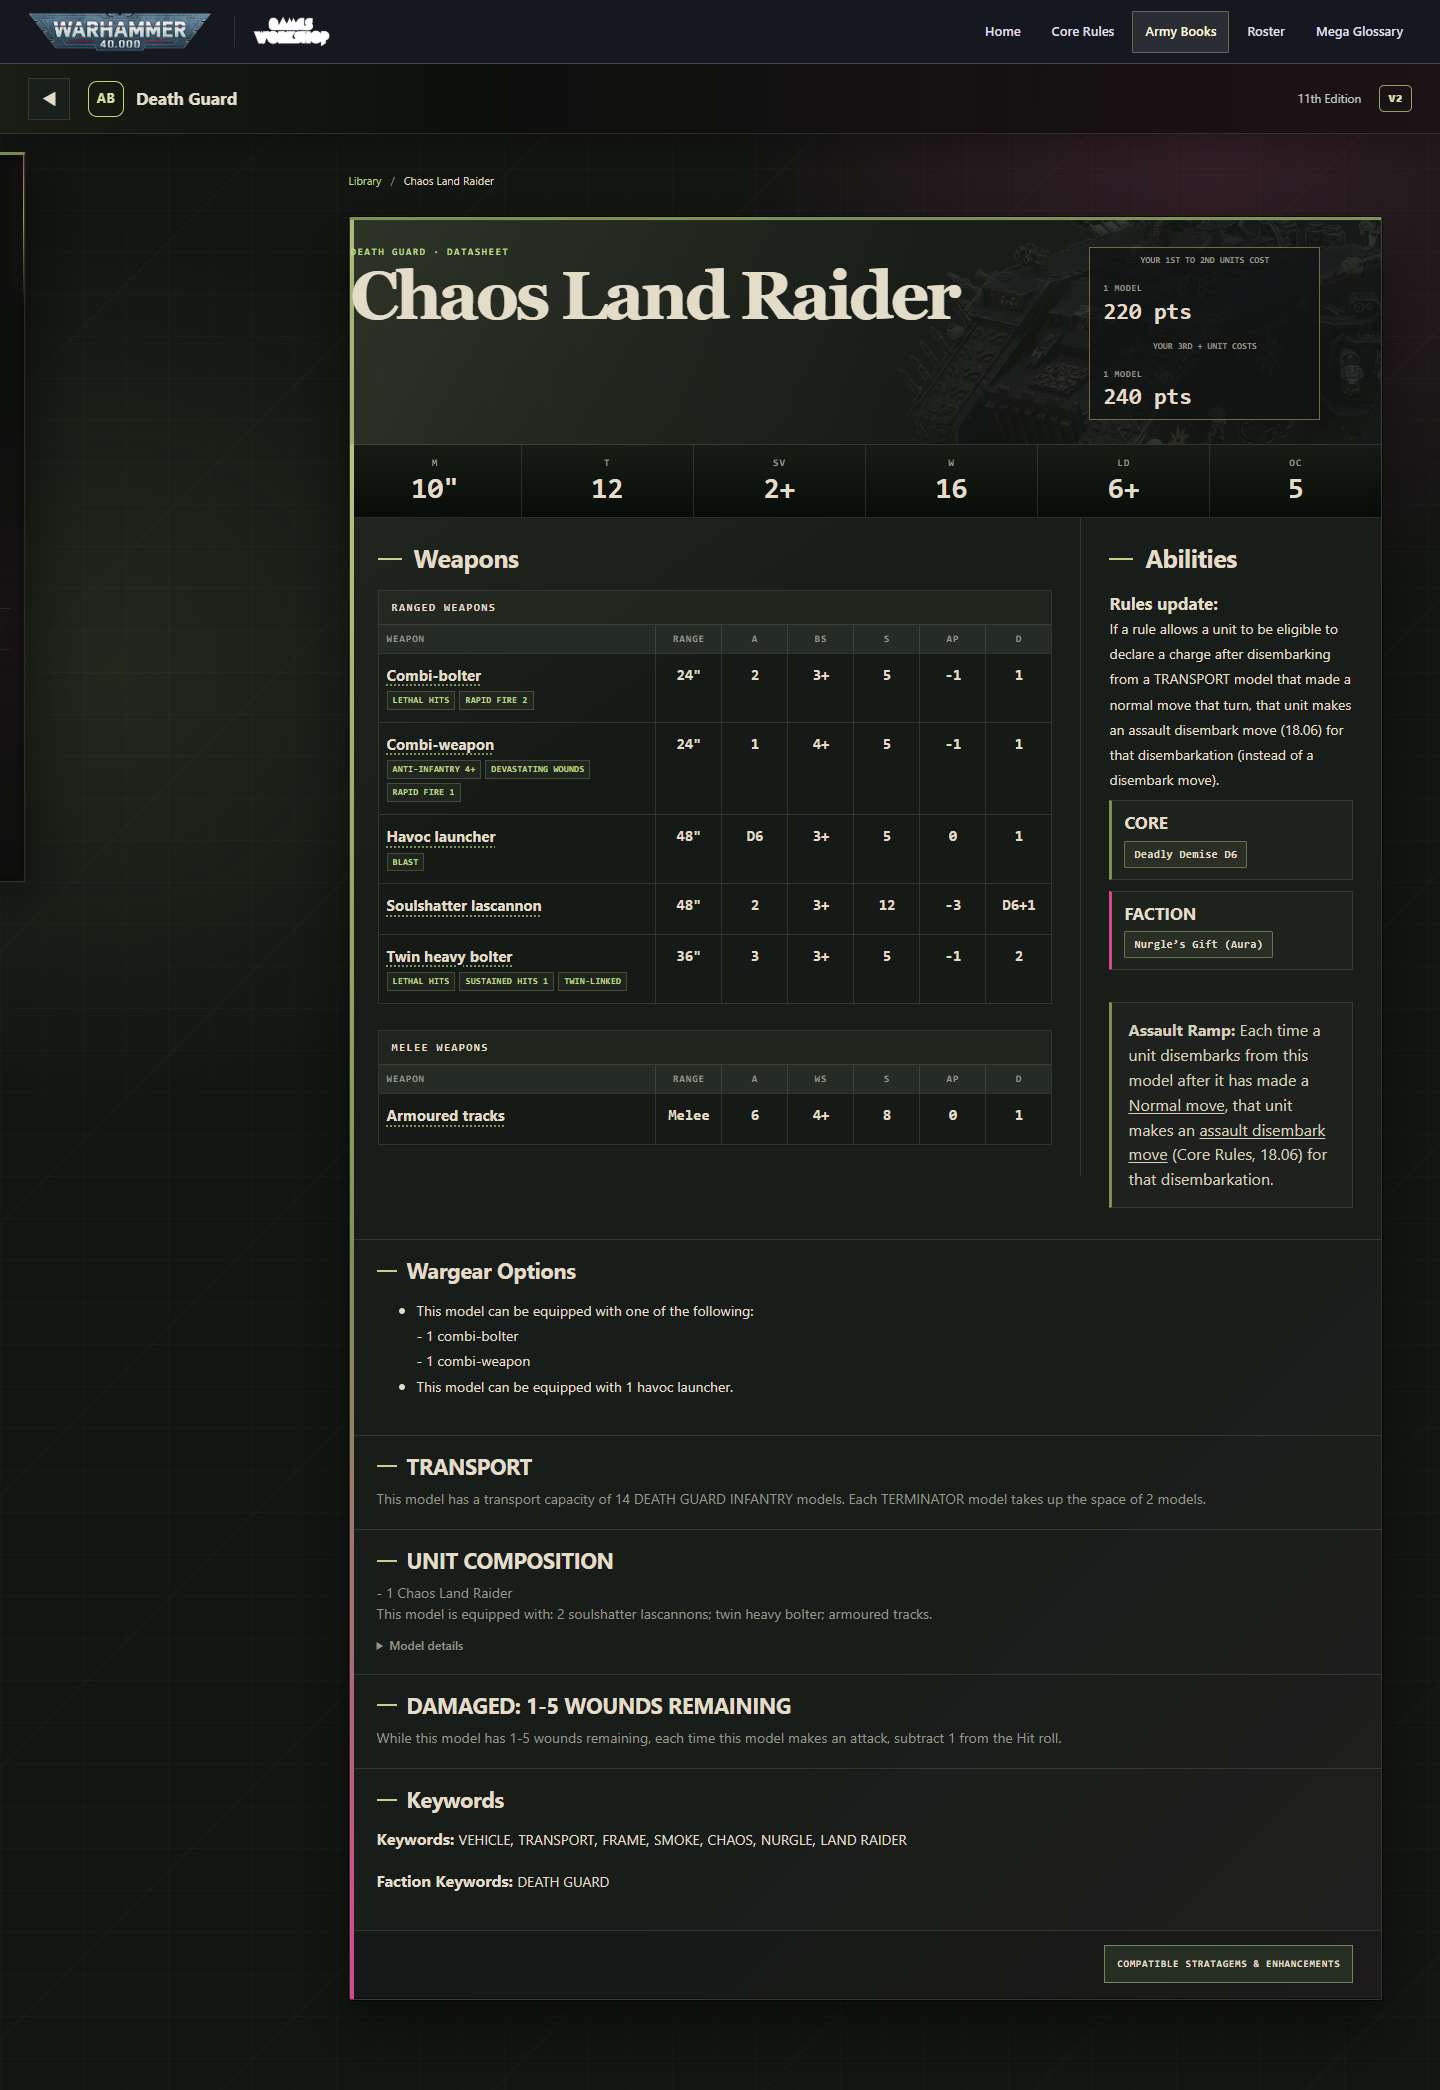 WARHAMMER
40,000
GAMES
WORKSHOP
Home
Core Rules
Army Books
Roster
Mega Glossary
◀
AB
Death Guard
11th Edition
V2
Library / Chaos Land Raider
DEATH GUARD · DATASHEET
Chaos Land Raider
YOUR 1ST TO 2ND UNITS COST
1 MODEL
220 pts
YOUR 3RD + UNIT COSTS
1 MODEL
240 pts
M T SV W LD OC
10" 12 2+ 16 6+ 5
Weapons
RANGED WEAPONS
WEAPON RANGE A BS S AP D
Combi-bolter 24" 2 3+ 5 -1 1
LETHAL HITS RAPID FIRE 2
Combi-weapon 24" 1 4+ 5 -1 1
ANTI-INFANTRY 4+ DEVASTATING WOUNDS
RAPID FIRE 1
Havoc launcher 48" D6 3+ 5 0 1
BLAST
Soulshatter lascannon 48" 2 3+ 12 -3 D6+1
Twin heavy bolter 36" 3 3+ 5 -1 2
LETHAL HITS SUSTAINED HITS 1 TWIN-LINKED
MELEE WEAPONS
WEAPON RANGE A WS S AP D
Armoured tracks Melee 6 4+ 8 0 1
Abilities
Rules update:
If a rule allows a unit to be eligible to
declare a charge after disembarking
from a TRANSPORT model that made a
normal move that turn, that unit makes
an assault disembark move (18.06) for
that disembarkation (instead of a
disembark move).
CORE
Deadly Demise D6
FACTION
Nurgle's Gift (Aura)
Assault Ramp: Each time a
unit disembarks from this
model after it has made a
Normal move, that unit
makes an assault disembark
move (Core Rules, 18.06) for
that disembarkation.
Wargear Options
• This model can be equipped with one of the following:
- 1 combi-bolter
- 1 combi-weapon
• This model can be equipped with 1 havoc launcher.
TRANSPORT
This model has a transport capacity of 14 DEATH GUARD INFANTRY models. Each TERMINATOR model takes up the space of 2 models.
UNIT COMPOSITION
- 1 Chaos Land Raider
This model is equipped with: 2 soulshatter lascannons; twin heavy bolter; armoured tracks.
▶ Model details
DAMAGED: 1-5 WOUNDS REMAINING
While this model has 1-5 wounds remaining, each time this model makes an attack, subtract 1 from the Hit roll.
Keywords
Keywords: VEHICLE, TRANSPORT, FRAME, SMOKE, CHAOS, NURGLE, LAND RAIDER
Faction Keywords: DEATH GUARD
COMPATIBLE STRATAGEMS & ENHANCEMENTS